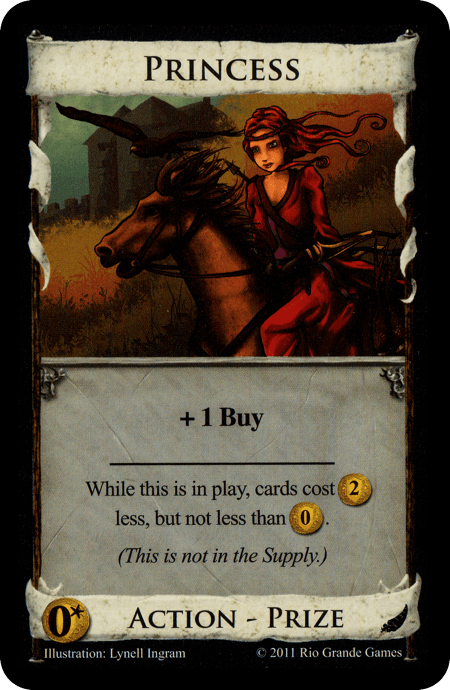 PRINCESS
+1 Buy
While this is in play, cards cost 2
less, but not less than 0.
(This is not in the Supply.)
0* ACTION - PRIZE
Illustration: Lynell Ingram © 2011 Rio Grande Games